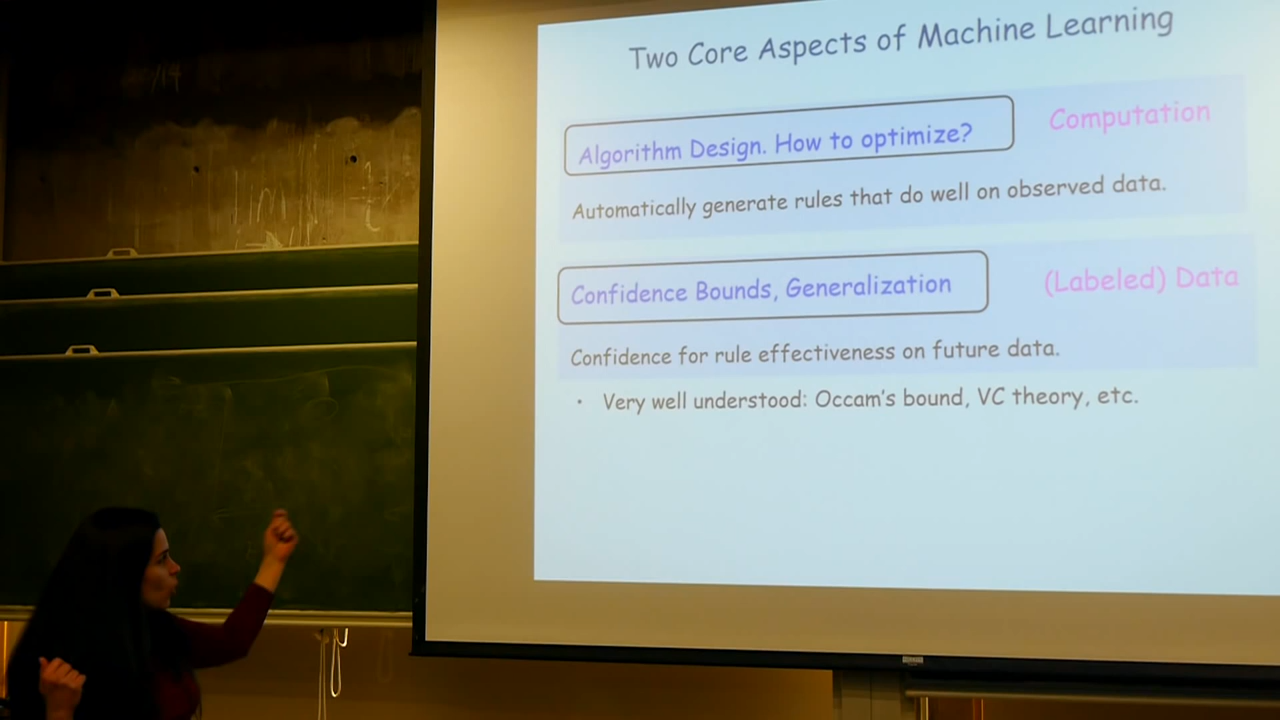 Two Core Aspects of Machine Learning
Algorithm Design. How to optimize?
Computation
Automatically generate rules that do well on observed data.
Confidence Bounds, Generalization
(Labeled) Data
Confidence for rule effectiveness on future data.
• Very well understood: Occam's bound, VC theory, etc.